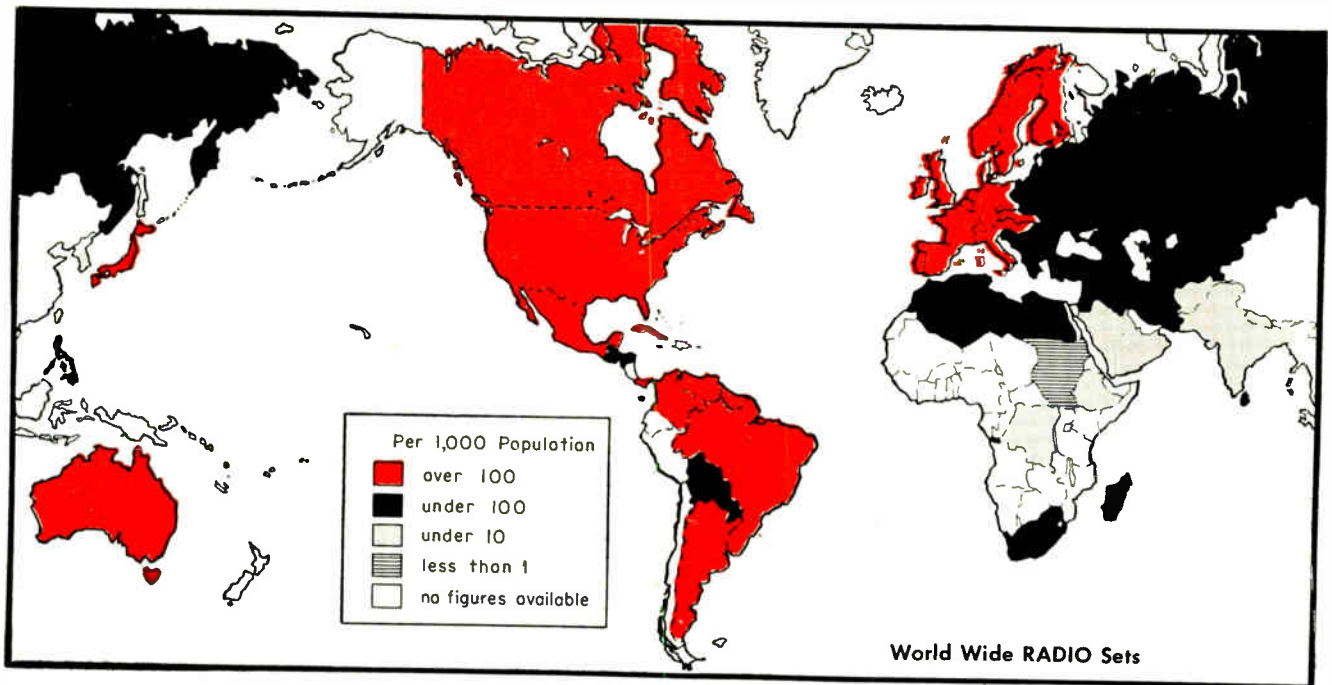 Per 1,000 Population
over 100
under 100
under 10
less than 1
no figures available
World Wide RADIO Sets